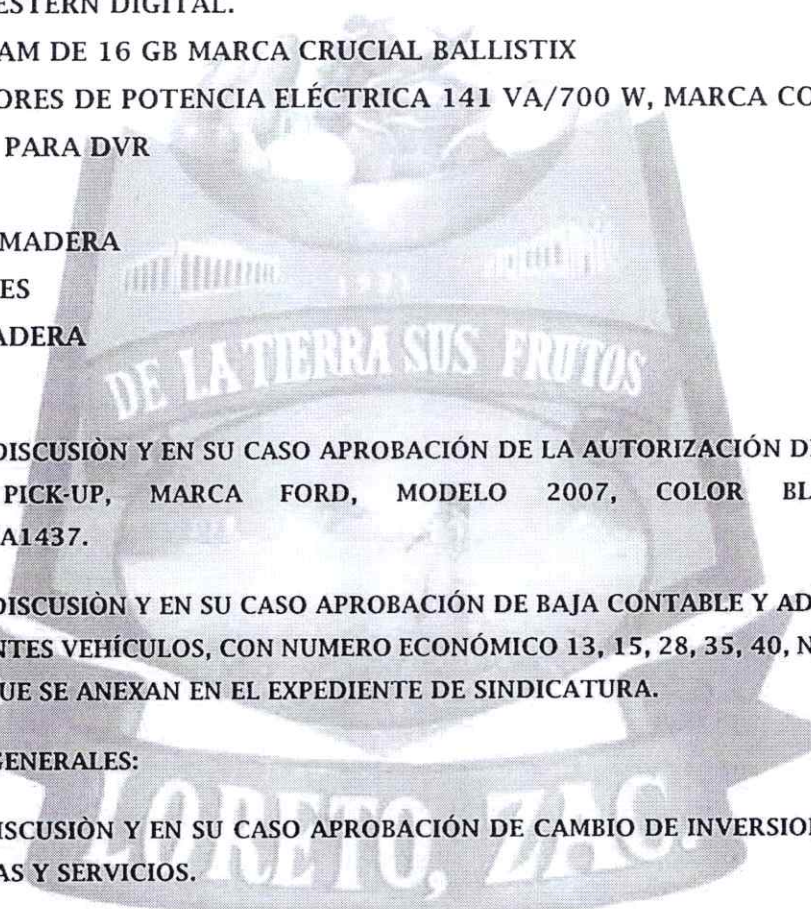 ESTERN DIGITAL.
AM DE 16 GB MARCA CRUCIAL BALLISTIX
ORES DE POTENCIA ELÉCTRICA 141 VA/700 W, MARCA CO
PARA DVR
MADERA
ES
ADERA
DE LA TIERRA SUS FRUTOS
DISCUSIÒN Y EN SU CASO APROBACIÓN DE LA AUTORIZACIÓN D
PICK-UP, MARCA FORD, MODELO 2007, COLOR BL
A1437.
DISCUSIÒN Y EN SU CASO APROBACIÓN DE BAJA CONTABLE Y AD
NTES VEHÍCULOS, CON NUMERO ECONÓMICO 13, 15, 28, 35, 40, N
QUE SE ANEXAN EN EL EXPEDIENTE DE SINDICATURA.
GENERALES:
ISCUSIÒN Y EN SU CASO APROBACIÓN DE CAMBIO DE INVERSIO
AS Y SERVICIOS.
LORETO, ZAC.